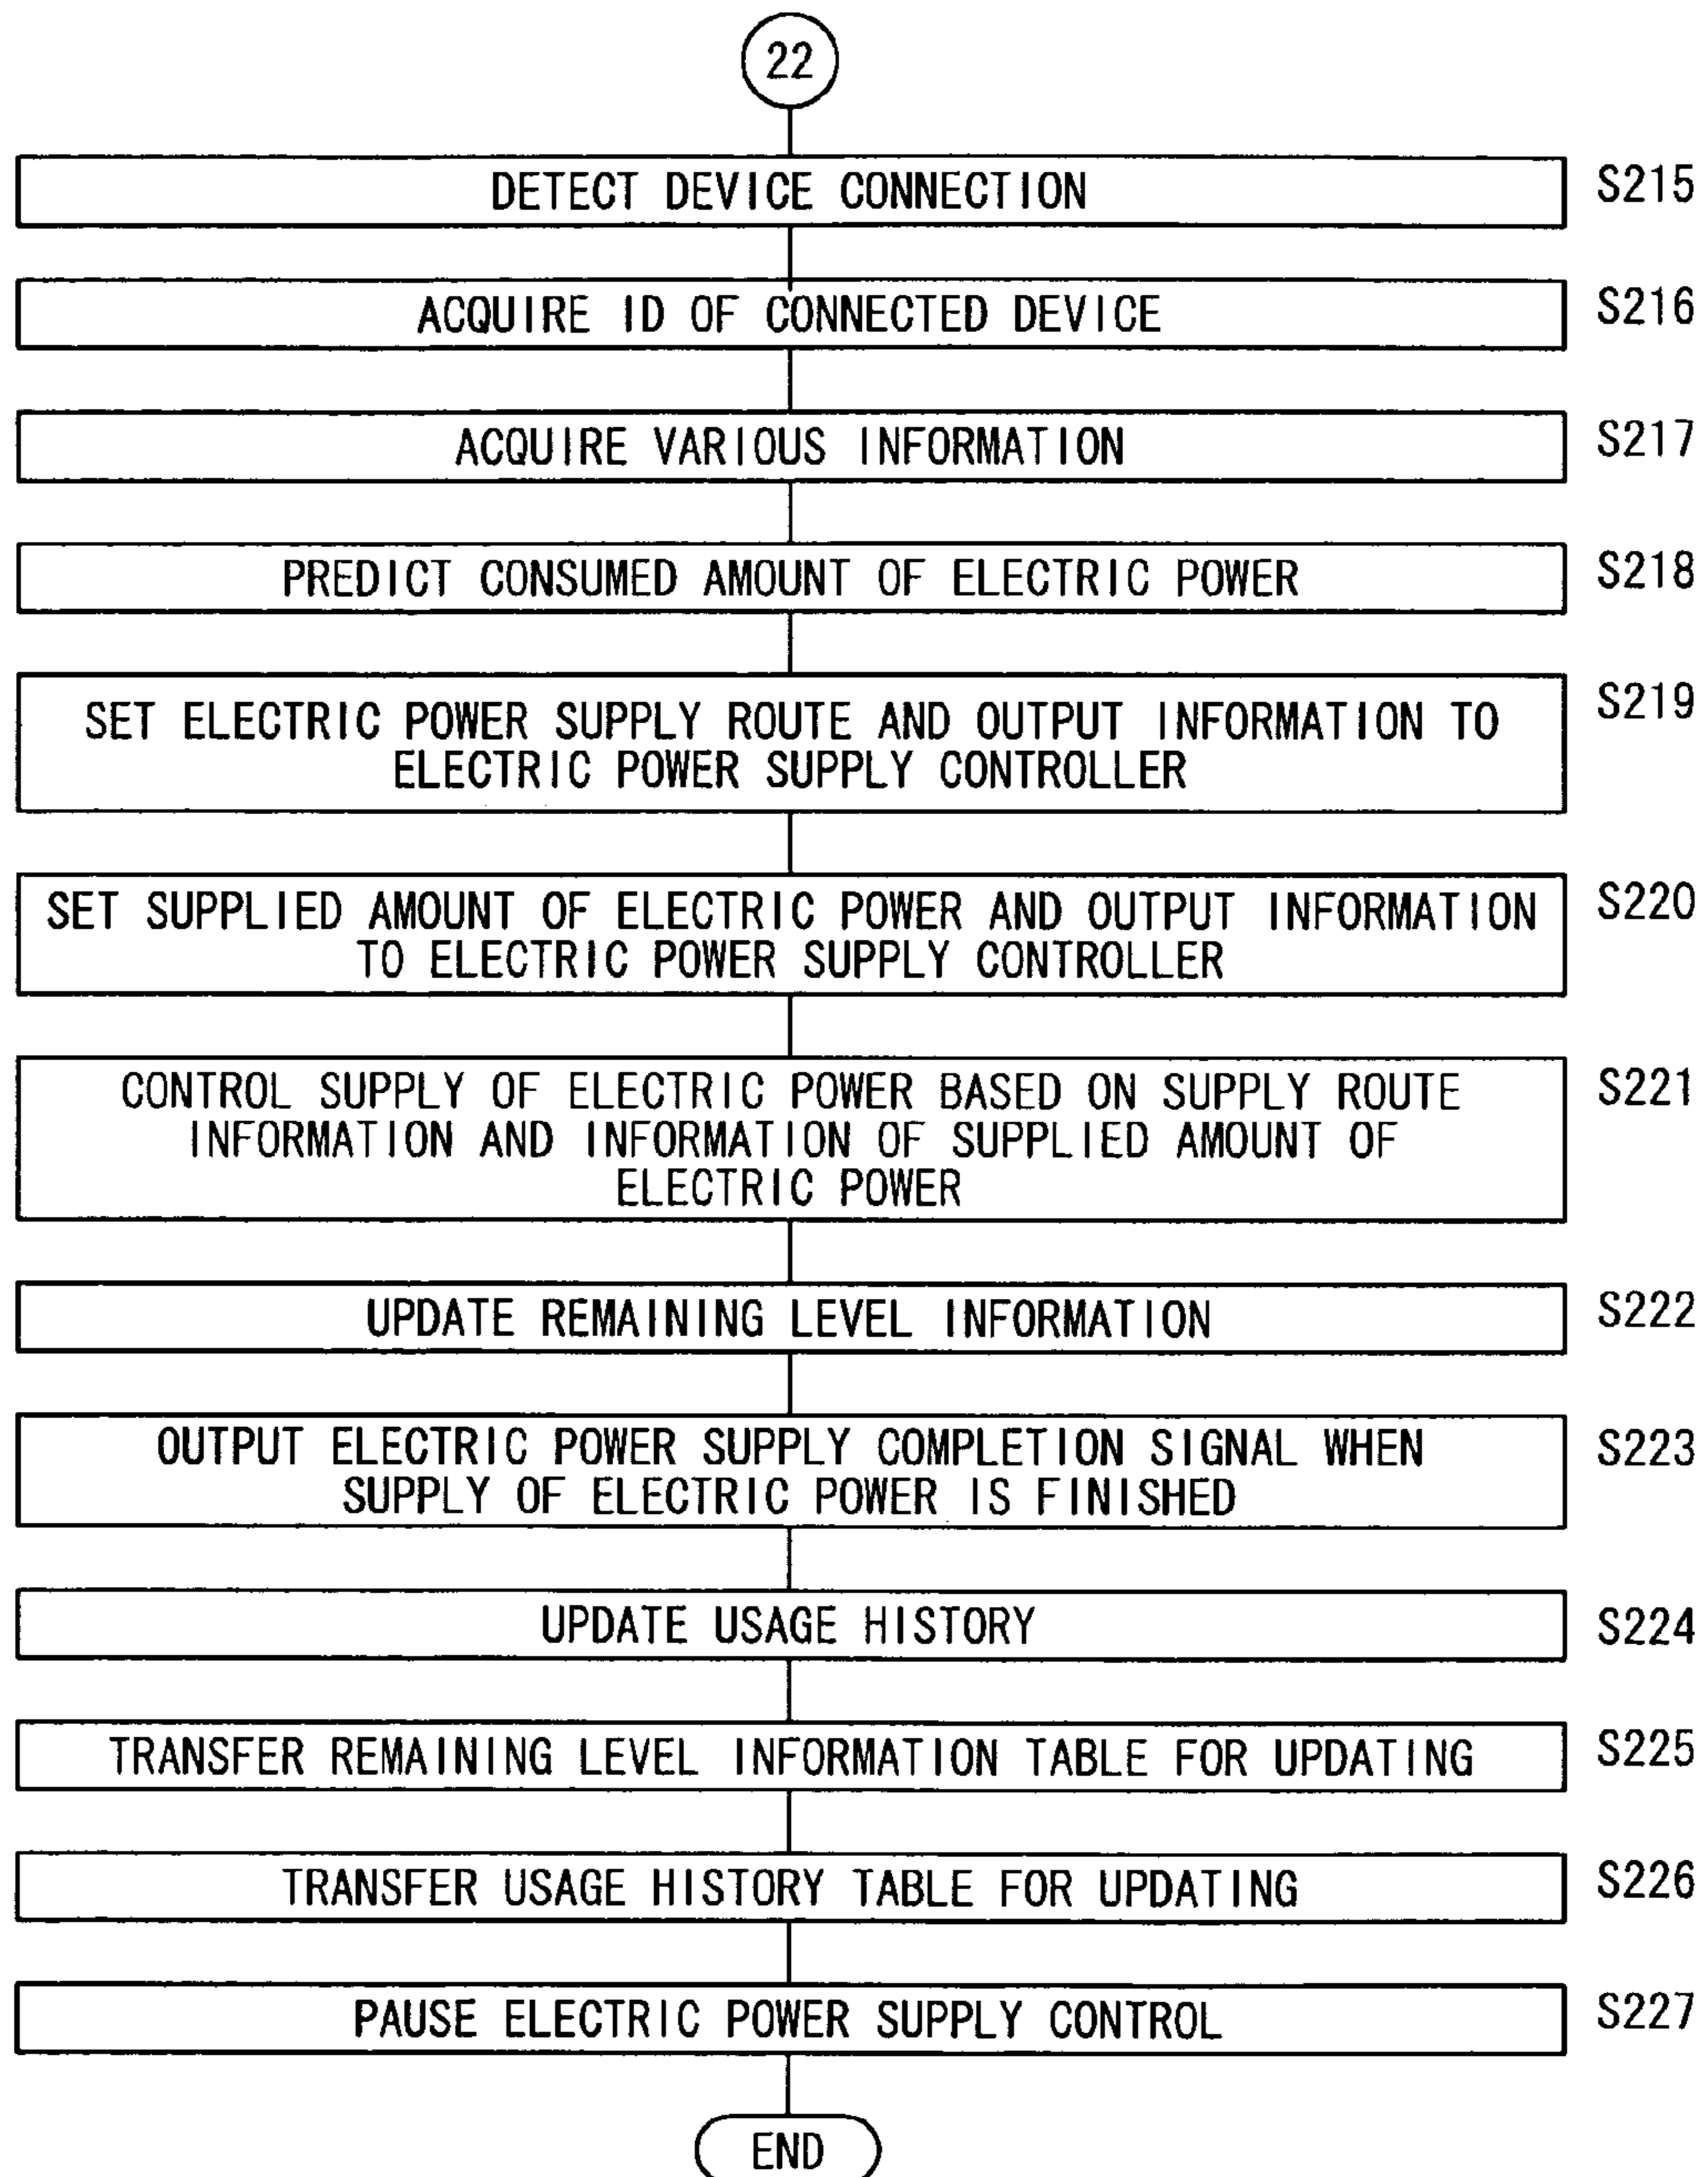 22
DETECT DEVICE CONNECTION S215
ACQUIRE ID OF CONNECTED DEVICE S216
ACQUIRE VARIOUS INFORMATION S217
PREDICT CONSUMED AMOUNT OF ELECTRIC POWER S218
SET ELECTRIC POWER SUPPLY ROUTE AND OUTPUT INFORMATION TO S219
ELECTRIC POWER SUPPLY CONTROLLER
SET SUPPLIED AMOUNT OF ELECTRIC POWER AND OUTPUT INFORMATION S220
TO ELECTRIC POWER SUPPLY CONTROLLER
CONTROL SUPPLY OF ELECTRIC POWER BASED ON SUPPLY ROUTE S221
INFORMATION AND INFORMATION OF SUPPLIED AMOUNT OF
ELECTRIC POWER
UPDATE REMAINING LEVEL INFORMATION S222
OUTPUT ELECTRIC POWER SUPPLY COMPLETION SIGNAL WHEN S223
SUPPLY OF ELECTRIC POWER IS FINISHED
UPDATE USAGE HISTORY S224
TRANSFER REMAINING LEVEL INFORMATION TABLE FOR UPDATING S225
TRANSFER USAGE HISTORY TABLE FOR UPDATING S226
PAUSE ELECTRIC POWER SUPPLY CONTROL S227
END